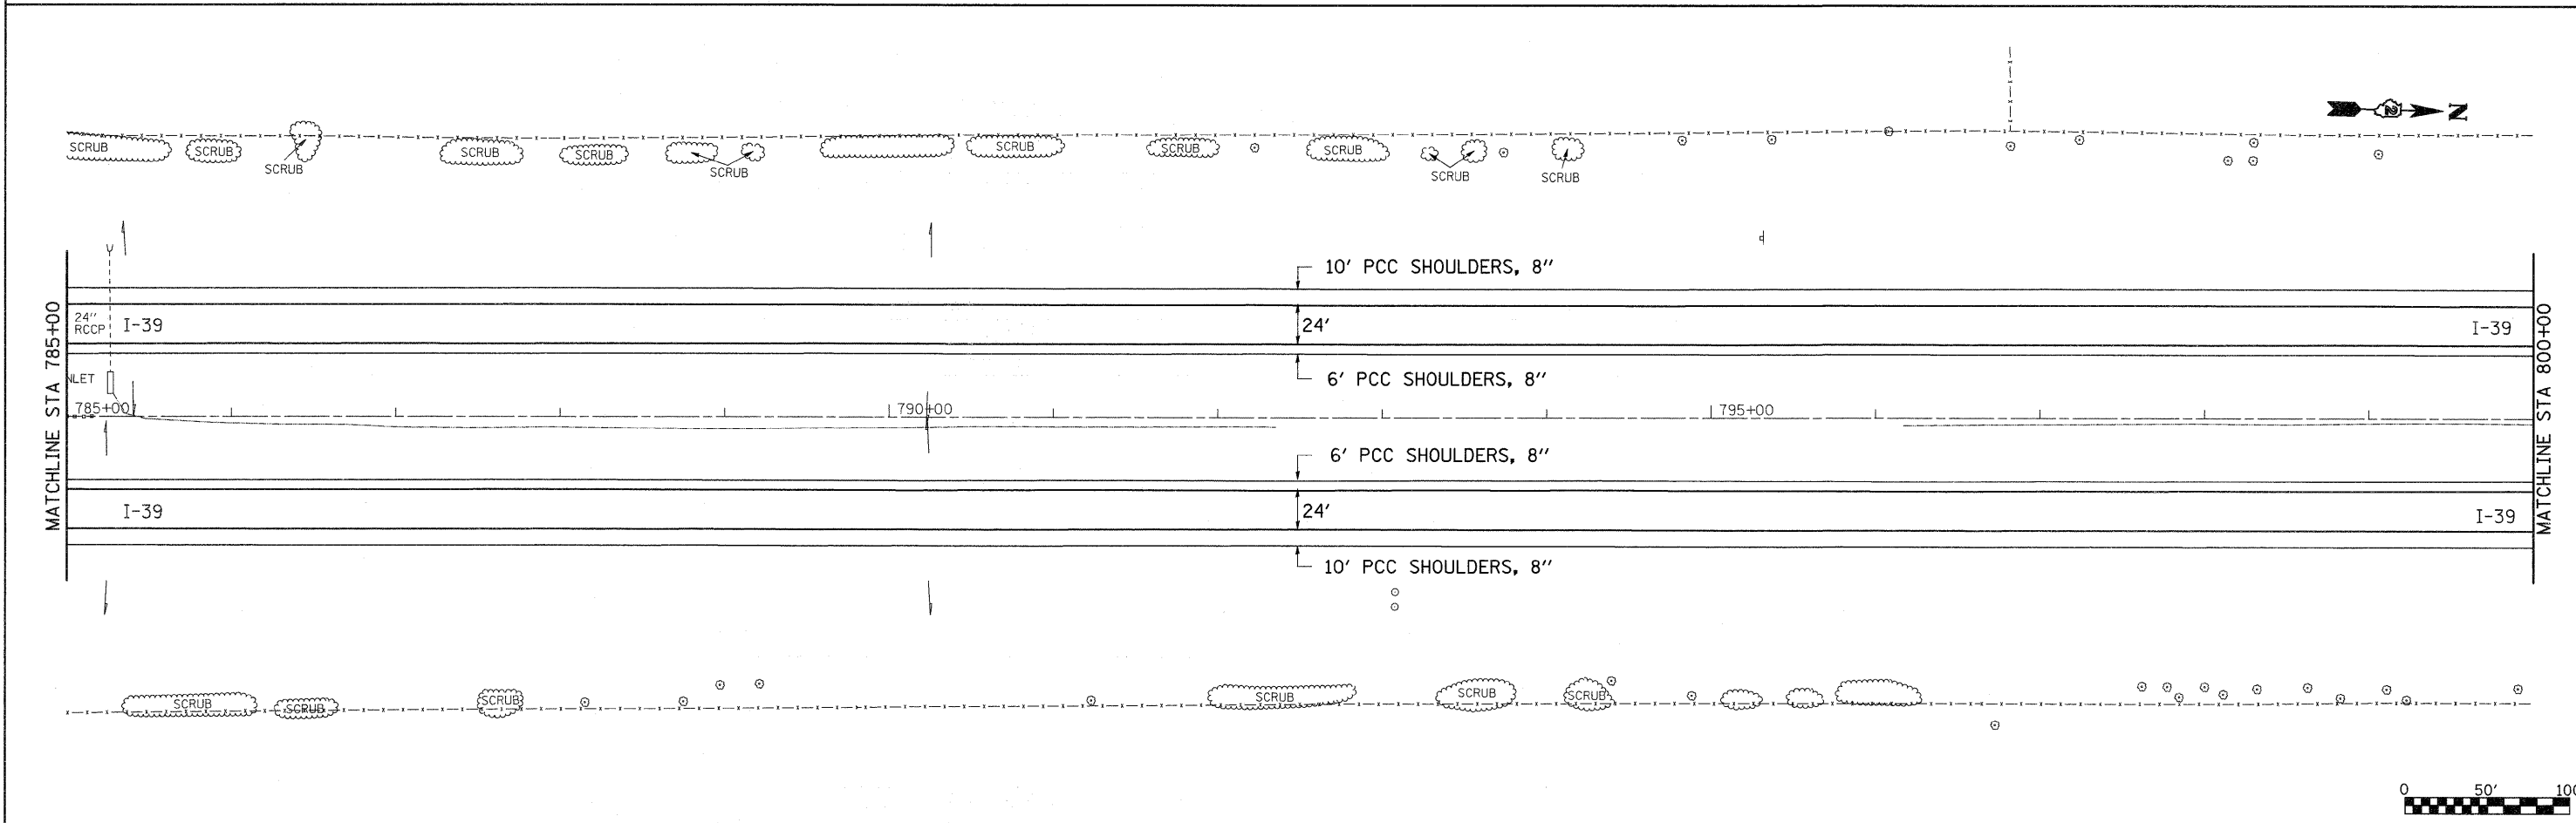 N
SCRUB
SCRUB
SCRUB
SCRUB
SCRUB
SCRUB
SCRUB
SCRUB
SCRUB
SCRUB
SCRUB
10' PCC SHOULDERS, 8"
MATCHLINE STA 785+00
24"
RCCP
I-39
24'
I-39
MATCHLINE STA 800+00
NLET
6' PCC SHOULDERS, 8"
785+00
790+00
795+00
6' PCC SHOULDERS, 8"
I-39
24'
I-39
10' PCC SHOULDERS, 8"
SCRUB
SCRUB
SCRUB
SCRUB
SCRUB
SCRUB
0 50' 100